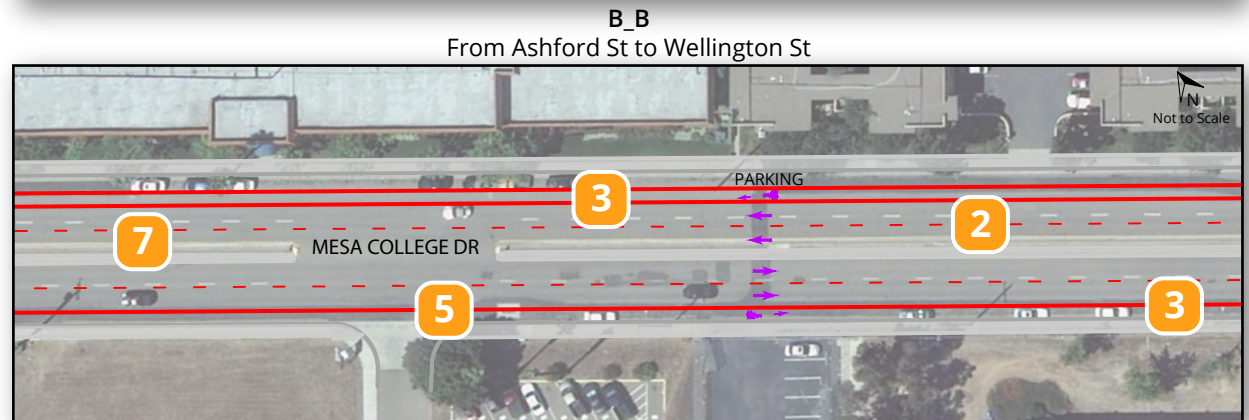 B_B
From Ashford St to Wellington St
N
Not to Scale
PARKING
3
2
7
MESA COLLEGE DR
5
3